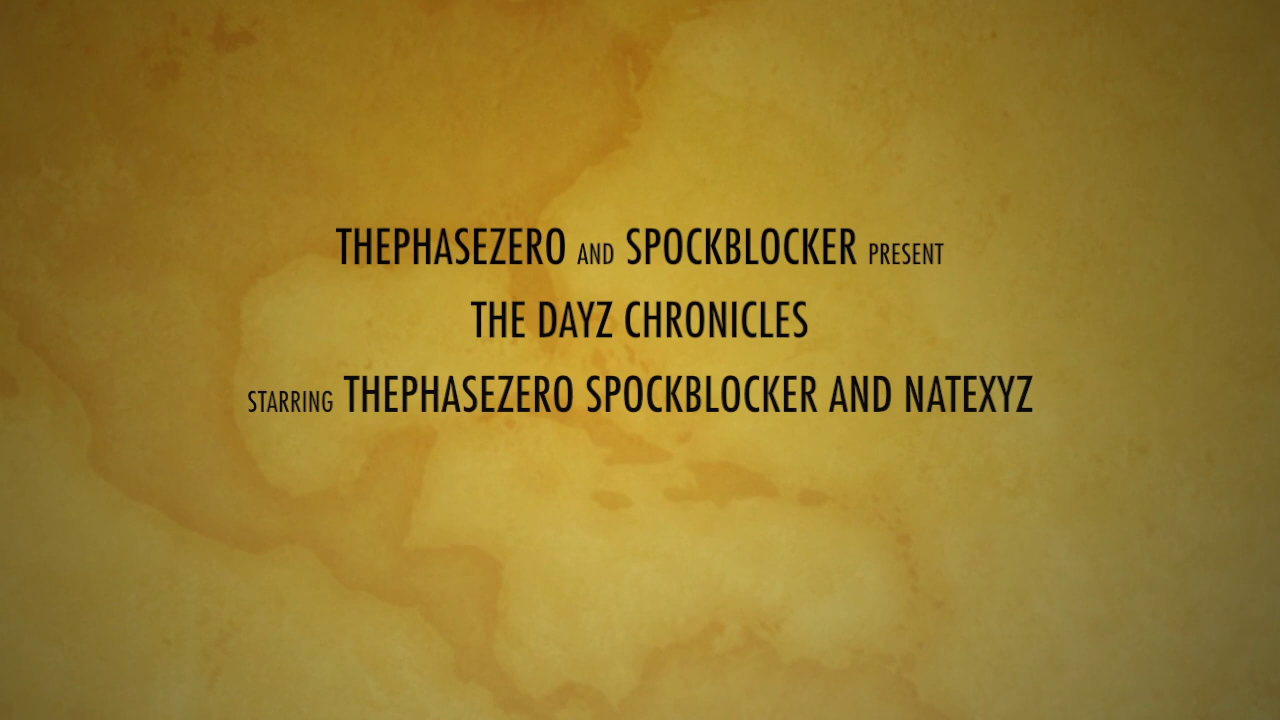 THEPHASEZERO AND SPOCKBLOCKER PRESENT
THE DAYZ CHRONICLES
STARRING THEPHASEZERO SPOCKBLOCKER AND NATEXYZ